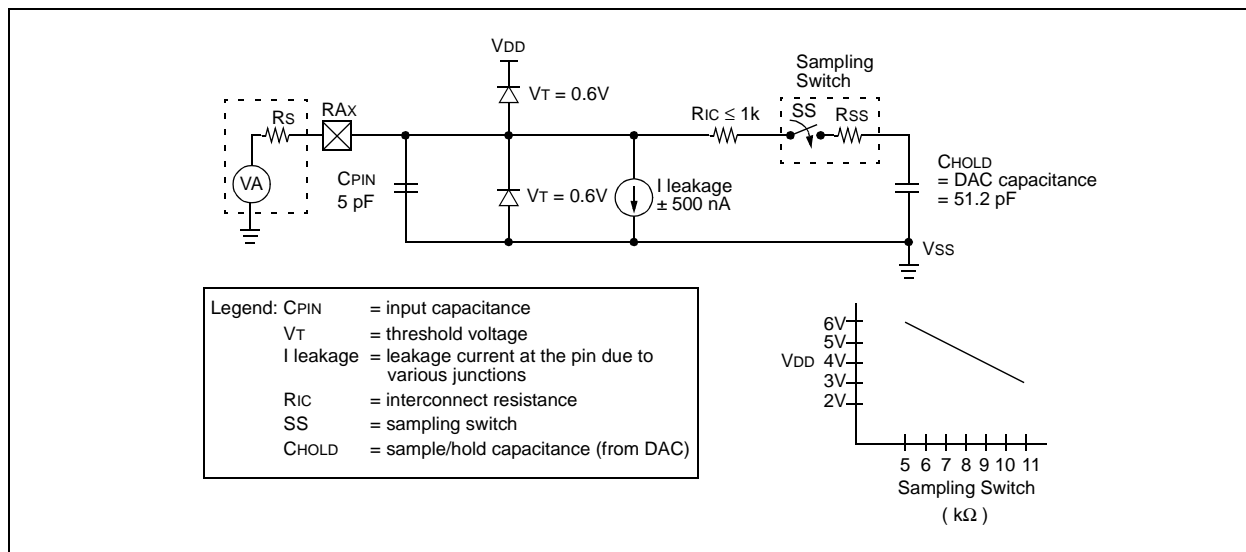 VDD
Sampling
Switch
VT = 0.6V
RS
RAX
RIC ≤ 1k
SS
RSS
VA
CPIN
5 pF
VT = 0.6V
I leakage
± 500 nA
CHOLD
= DAC capacitance
= 51.2 pF
VSS
Legend: CPIN = input capacitance
VT = threshold voltage
I leakage = leakage current at the pin due to
various junctions
RIC = interconnect resistance
SS = sampling switch
CHOLD = sample/hold capacitance (from DAC)
6V
5V
VDD 4V
3V
2V
5 6 7 8 9 10 11
Sampling Switch
( kΩ )